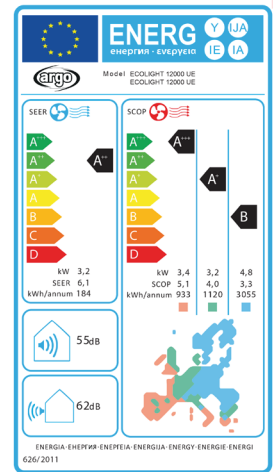 ENERG
енергия · ενεργεια
Y IJA
IE IA
argo
Model ECOLIGHT 12000 UE
ECOLIGHT 12000 UE
SEER
SCOP
A+++
A++
A+
A
B
C
D
A++
A+++
A++
A+
A
B
C
D
A+++
A+
B
kW 3,2
SEER 6,1
kWh/annum 184
kW 3,4 3,2 4,8
SCOP 5,1 4,0 3,3
kWh/annum 933 1120 3055
55dB
62dB
ENERGIA·ЕНЕРГИЯ·ΕΝΕΡΓΕΙΑ·ENERGIJA·ENERGY·ENERGIE·ENERGI
626/2011